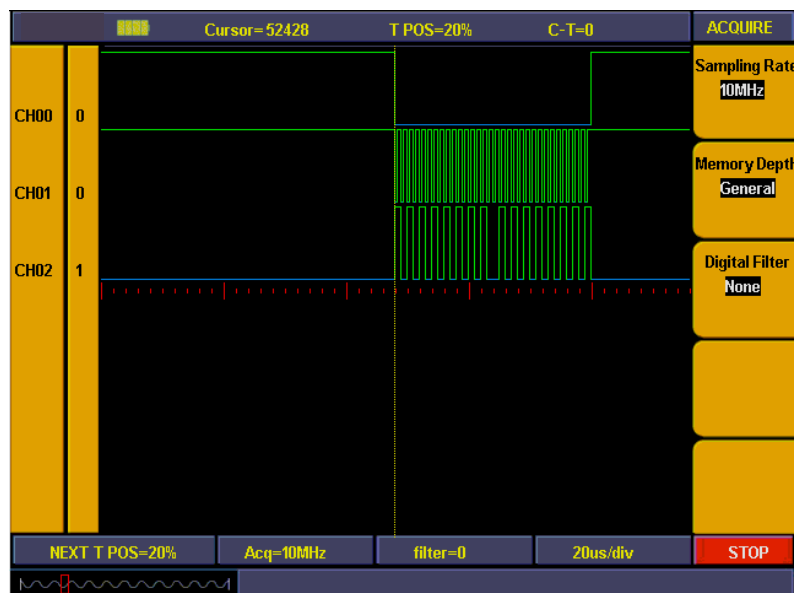 Cursor=52428 T POS=20% C-T=0 ACQUIRE
Sampling Rate
10MHz
CH00 0
Memory Depth
General
CH01 0
Digital Filter
None
CH02 1
NEXT T POS=20% Acq=10MHz filter=0 20us/div STOP